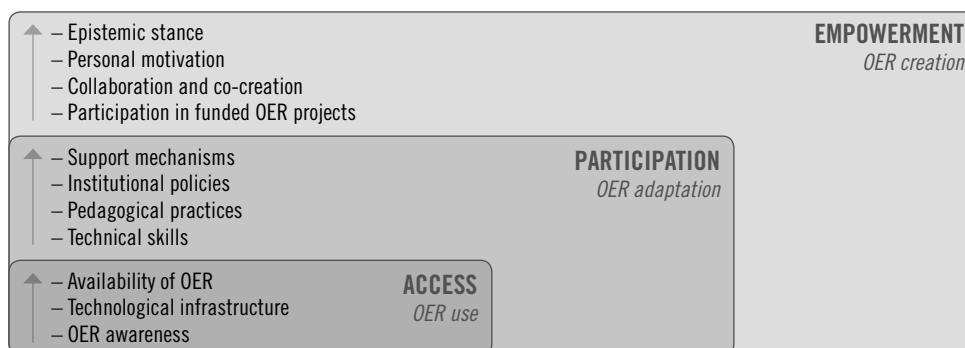 – Epistemic stance
– Personal motivation
– Collaboration and co-creation
– Participation in funded OER projects
EMPOWERMENT
OER creation
– Support mechanisms
– Institutional policies
– Pedagogical practices
– Technical skills
PARTICIPATION
OER adaptation
– Availability of OER
– Technological infrastructure
– OER awareness
ACCESS
OER use